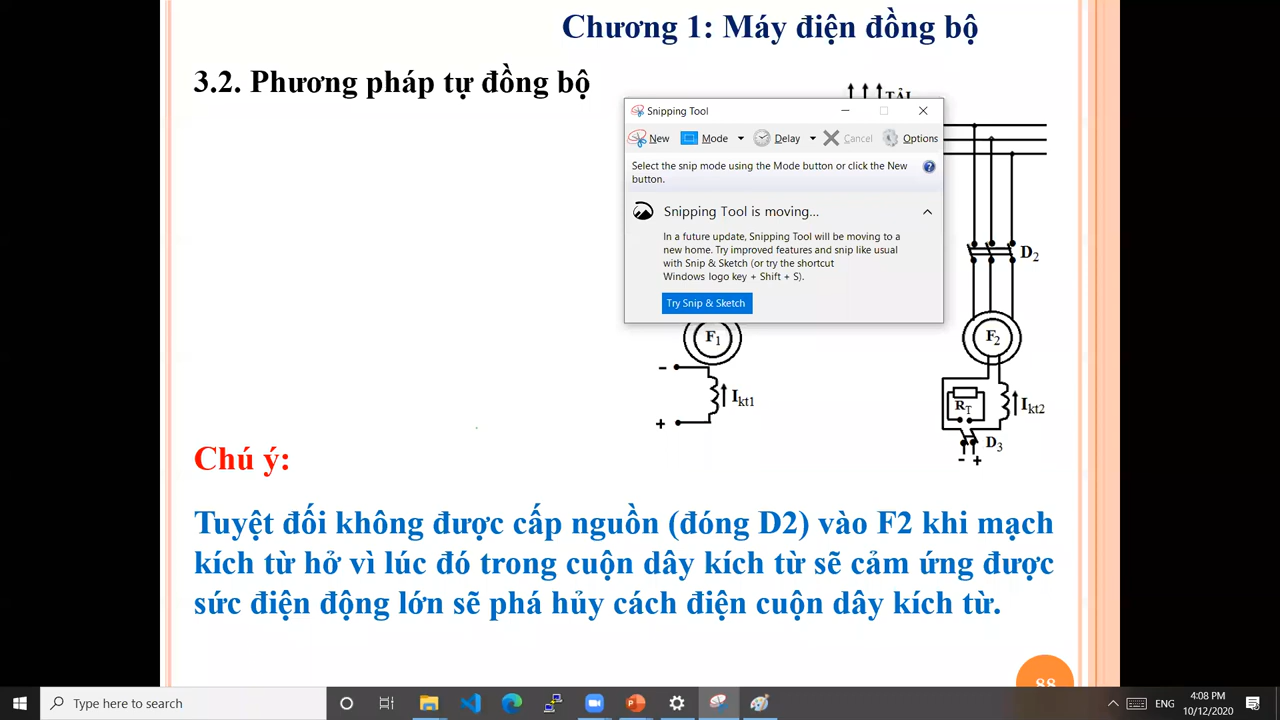 Chương 1: Máy điện đồng bộ
3.2. Phương pháp tự đồng bộ
TẢI
Snipping Tool
New Mode Delay Cancel Options
Select the snip mode using the Mode button or click the New
button.
Snipping Tool is moving...
In a future update, Snipping Tool will be moving to a
new home. Try improved features and snip like usual
with Snip & Sketch (or try the shortcut
Windows logo key + Shift + S).
Try Snip & Sketch
D2
F1
F2
- Ikt1
+
RT Ikt2
D3
- +
Chú ý:
Tuyệt đối không được cấp nguồn (đóng D2) vào F2 khi mạch
kích từ hở vì lúc đó trong cuộn dây kích từ sẽ cảm ứng được
sức điện động lớn sẽ phá hủy cách điện cuộn dây kích từ.
88
Type here to search
ENG
4:08 PM
10/12/2020